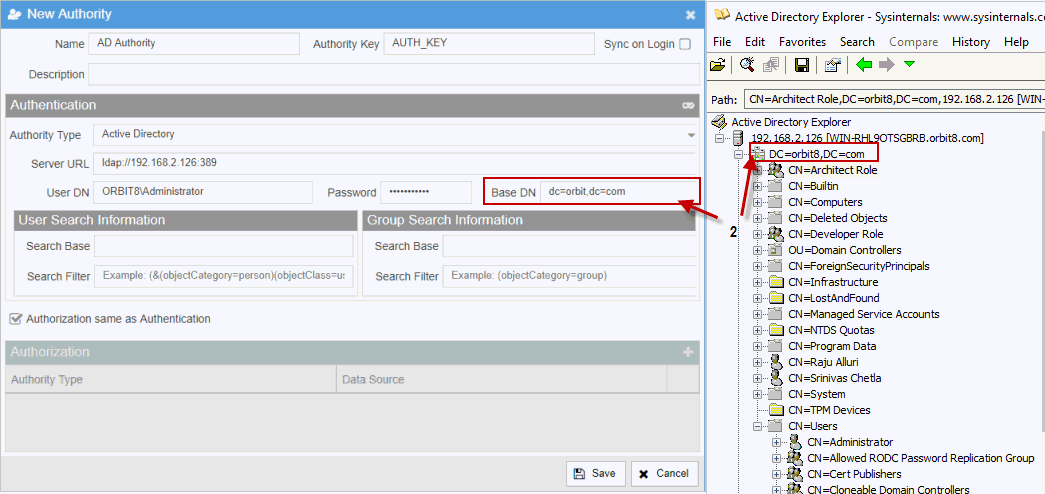 New Authority
Name AD Authority Authority Key AUTH_KEY Sync on Login
Description
Authentication
Authority Type Active Directory
Server URL ldap://192.168.2.126:389
User DN ORBIT8\Administrator Password ••••••••••• Base DN dc=orbit,dc=com
User Search Information
Search Base
Search Filter Example: (&(objectCategory=person)(objectClass=us
Group Search Information
Search Base
Search Filter Example: (objectCategory=group)
Authorization same as Authentication
Authorization
Authority Type Data Source
Save Cancel
Active Directory Explorer - Sysinternals: www.sysinternals.co
File Edit Favorites Search Compare History Help
Path: CN=Architect Role,DC=orbit8,DC=com,192.168.2.126 [WIN-RHL9OTSGBRB
Active Directory Explorer
192.168.2.126 [WIN-RHL9OTSGBRB.orbit8.com]
DC=orbit8,DC=com
CN=Architect Role
CN=Builtin
CN=Computers
CN=Deleted Objects
2
CN=Developer Role
OU=Domain Controllers
CN=ForeignSecurityPrincipals
CN=Infrastructure
CN=LostAndFound
CN=Managed Service Accounts
CN=NTDS Quotas
CN=Program Data
CN=Raju Alluri
CN=Srinivas Chetla
CN=System
CN=TPM Devices
CN=Users
CN=Administrator
CN=Allowed RODC Password Replication Group
CN=Cert Publishers
CN=Cloneable Domain Controllers